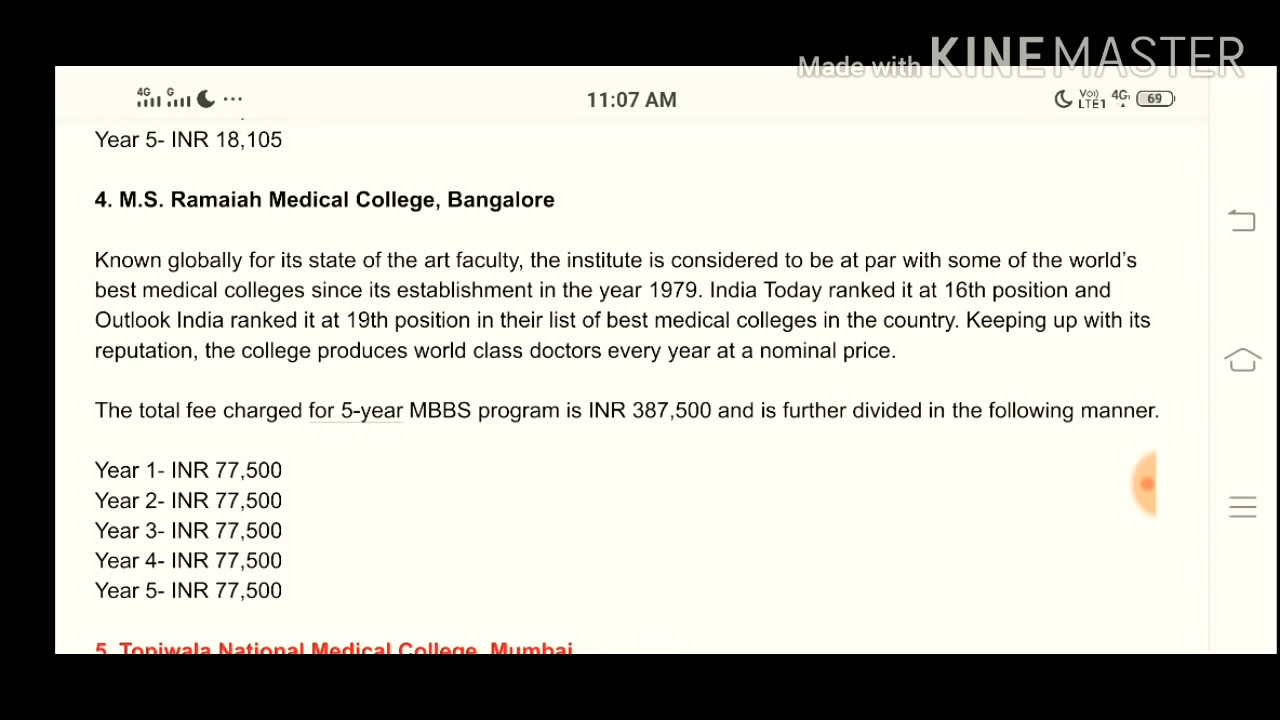 Made with KINEMASTER
4G G ... 11:07 AM Vo) LTE1 4G 69
Year 5- INR 18,105
4. M.S. Ramaiah Medical College, Bangalore
Known globally for its state of the art faculty, the institute is considered to be at par with some of the world’s
best medical colleges since its establishment in the year 1979. India Today ranked it at 16th position and
Outlook India ranked it at 19th position in their list of best medical colleges in the country. Keeping up with its
reputation, the college produces world class doctors every year at a nominal price.
The total fee charged for 5-year MBBS program is INR 387,500 and is further divided in the following manner.
Year 1- INR 77,500
Year 2- INR 77,500
Year 3- INR 77,500
Year 4- INR 77,500
Year 5- INR 77,500
5. Topiwala National Medical College, Mumbai